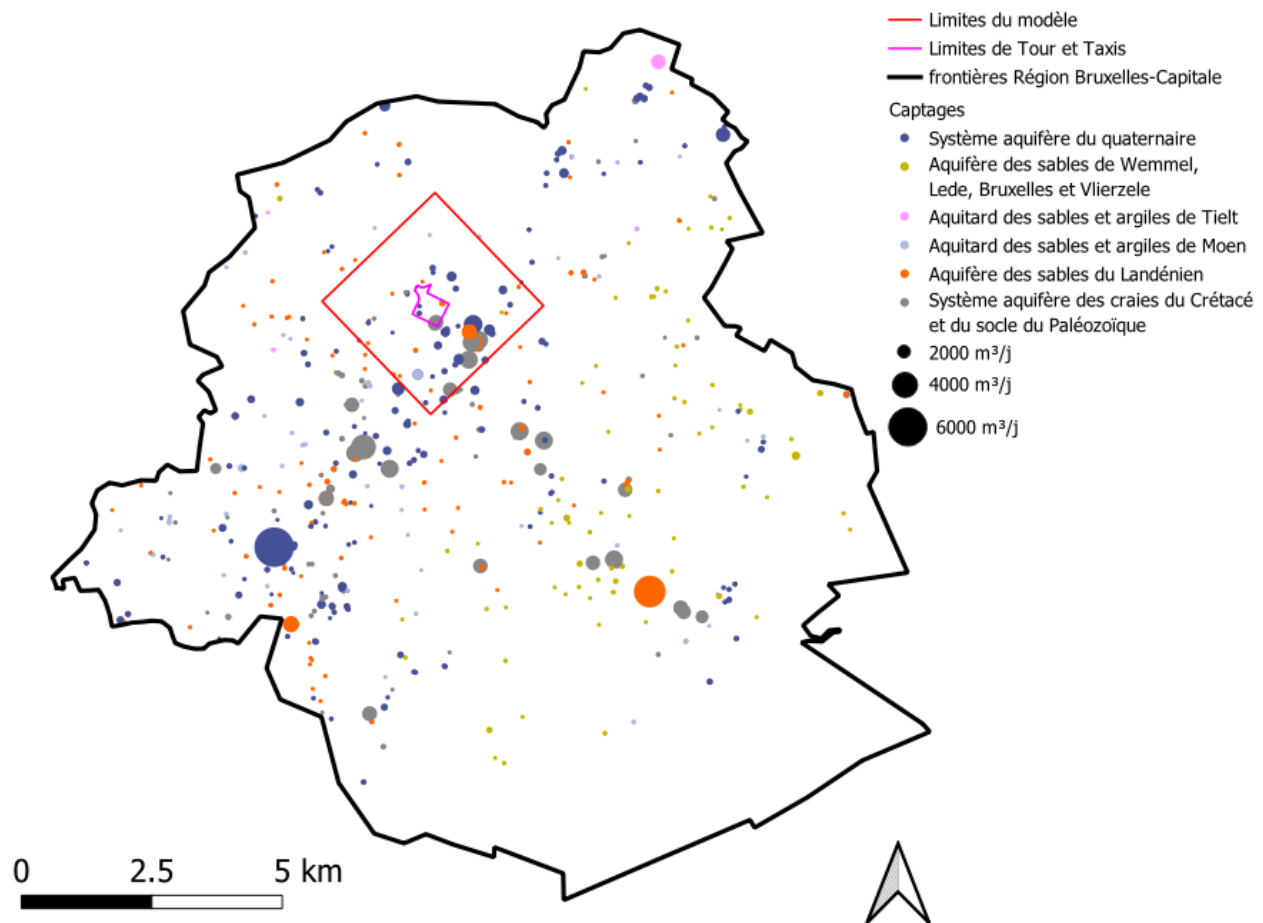 Limites du modèle
Limites de Tour et Taxis
frontières Région Bruxelles-Capitale
Captages
Système aquifère du quaternaire
Aquifère des sables de Wemmel,
Lede, Bruxelles et Vlierzele
Aquitard des sables et argiles de Tielt
Aquitard des sables et argiles de Moen
Aquifère des sables du Landénien
Système aquifère des craies du Crétacé
et du socle du Paléozoïque
2000 m³/j
4000 m³/j
6000 m³/j
0 2.5 5 km